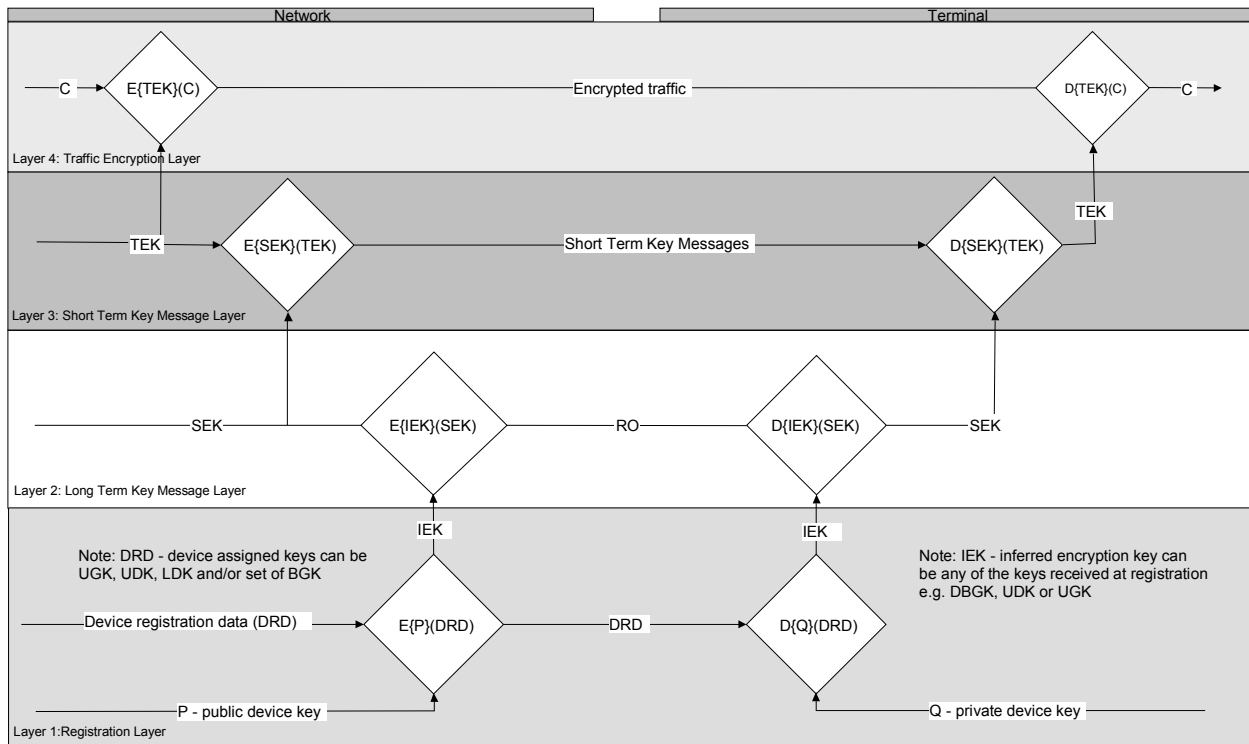 Network
Terminal
C
E{TEK}(C)
Encrypted traffic
D{TEK}(C)
C
Layer 4: Traffic Encryption Layer
TEK
E{SEK}(TEK)
Short Term Key Messages
D{SEK}(TEK)
TEK
Layer 3: Short Term Key Message Layer
SEK
E{IEK}(SEK)
RO
D{IEK}(SEK)
SEK
Layer 2: Long Term Key Message Layer
IEK
IEK
Note: DRD - device assigned keys can be
UGK, UDK, LDK and/or set of BGK
Note: IEK - inferred encryption key can
be any of the keys received at registration
e.g. DBGK, UDK or UGK
Device registration data (DRD)
E{P}(DRD)
DRD
D{Q}(DRD)
P - public device key
Q - private device key
Layer 1:Registration Layer